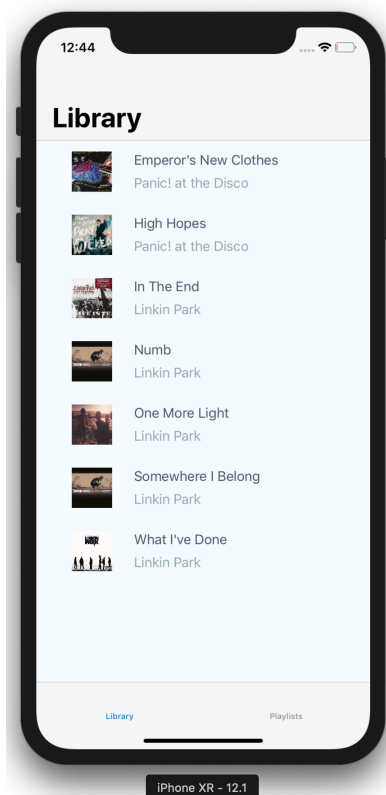 12:44
Library
Emperor's New Clothes
Panic! at the Disco
High Hopes
Panic! at the Disco
In The End
Linkin Park
Numb
Linkin Park
One More Light
Linkin Park
Somewhere I Belong
Linkin Park
What I've Done
Linkin Park
Library
Playlists
iPhone XR - 12.1